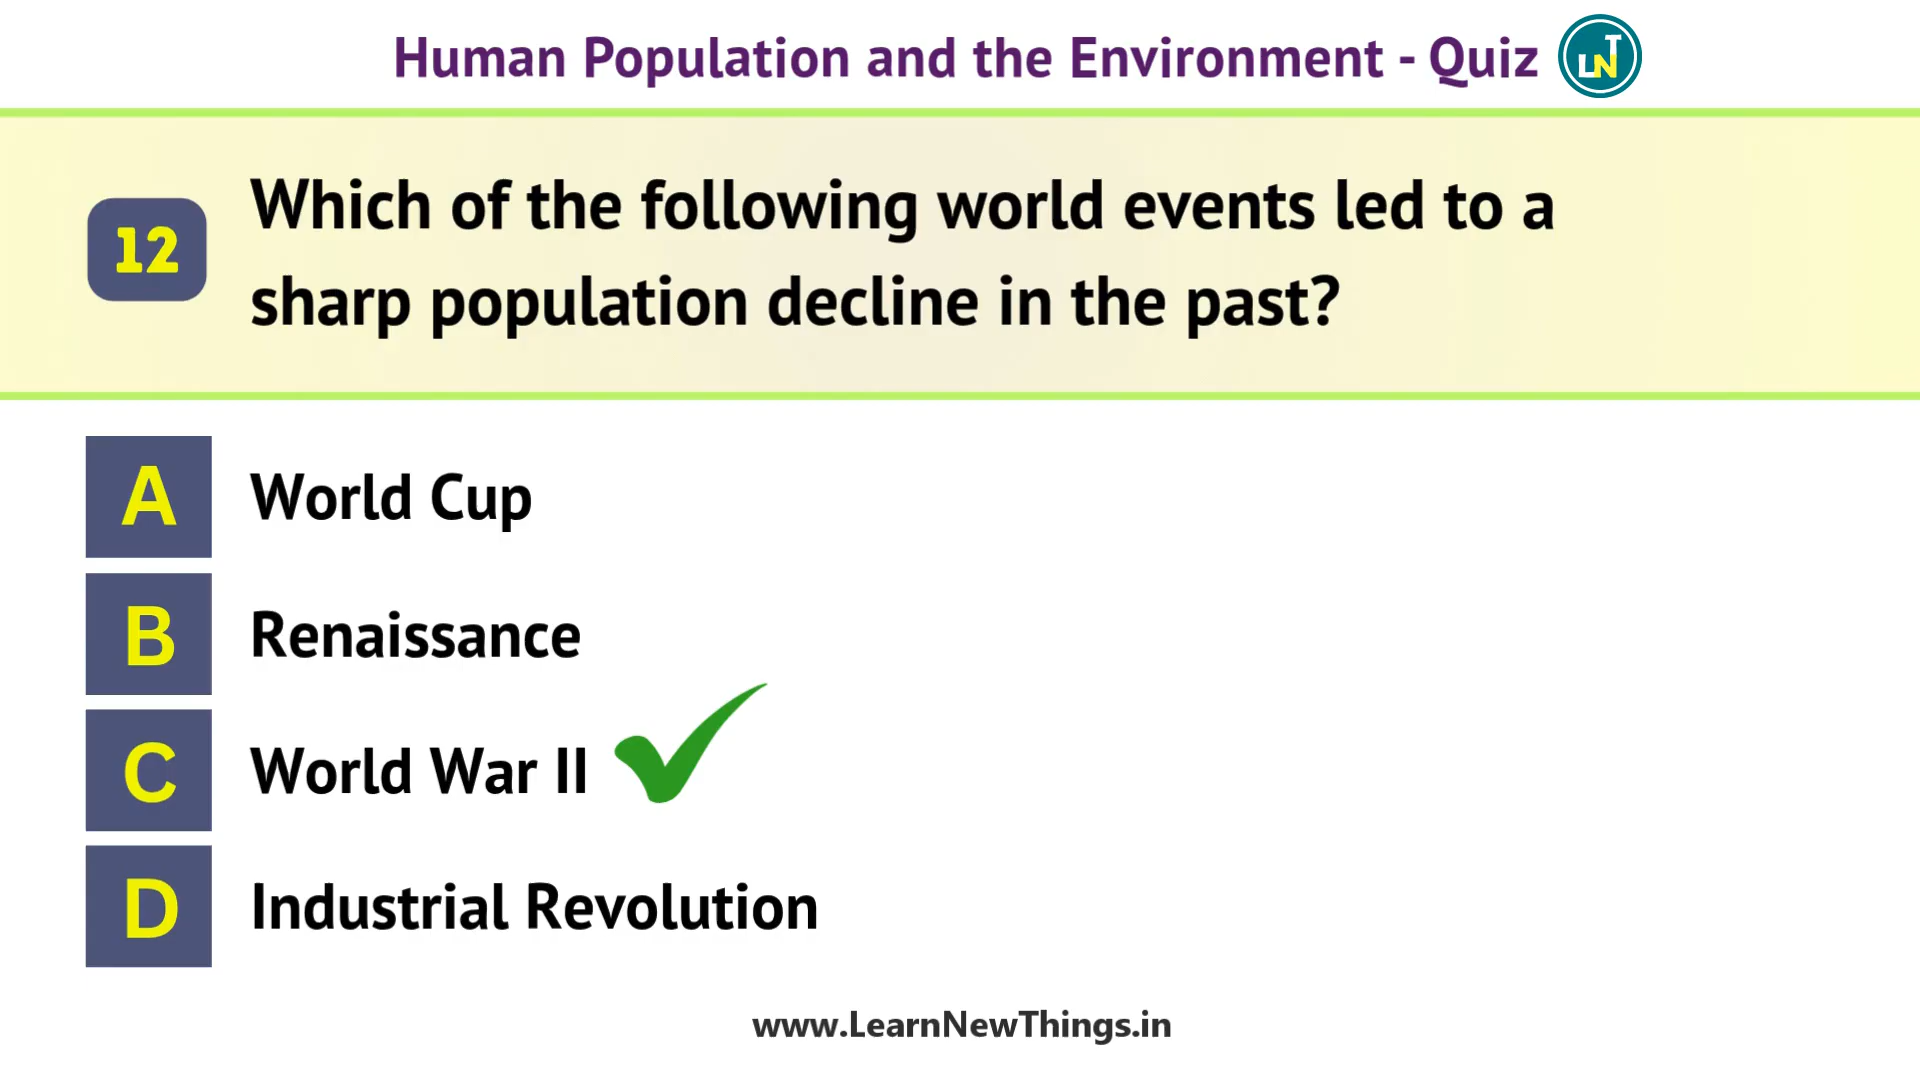 Human Population and the Environment - Quiz LNT
12 Which of the following world events led to a
sharp population decline in the past?
A World Cup
B Renaissance
C World War II
D Industrial Revolution
www.LearnNewThings.in